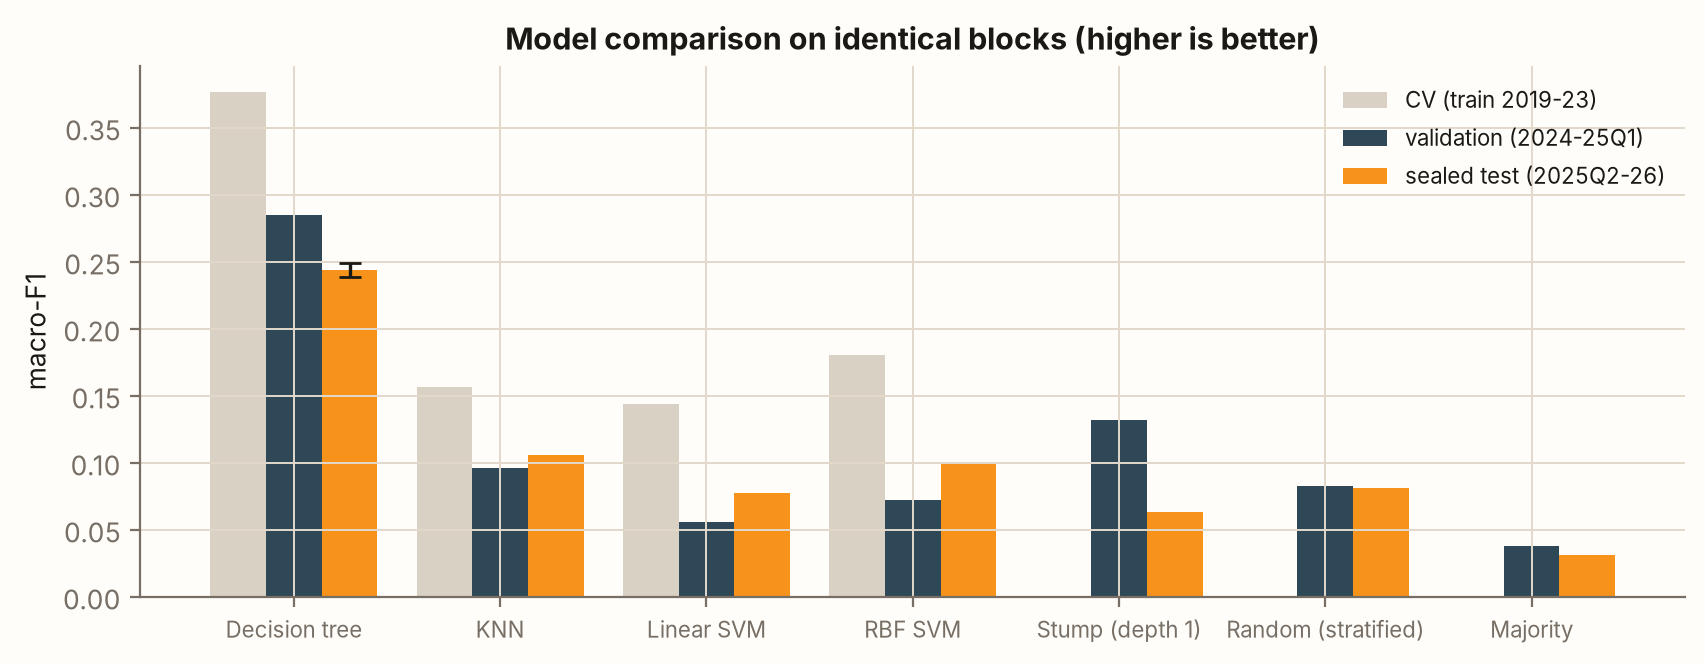 Model comparison on identical blocks (higher is better)
CV (train 2019-23)
validation (2024-25Q1)
sealed test (2025Q2-26)
macro-F1
0.35
0.30
0.25
0.20
0.15
0.10
0.05
0.00
Decision tree
KNN
Linear SVM
RBF SVM
Stump (depth 1)
Random (stratified)
Majority